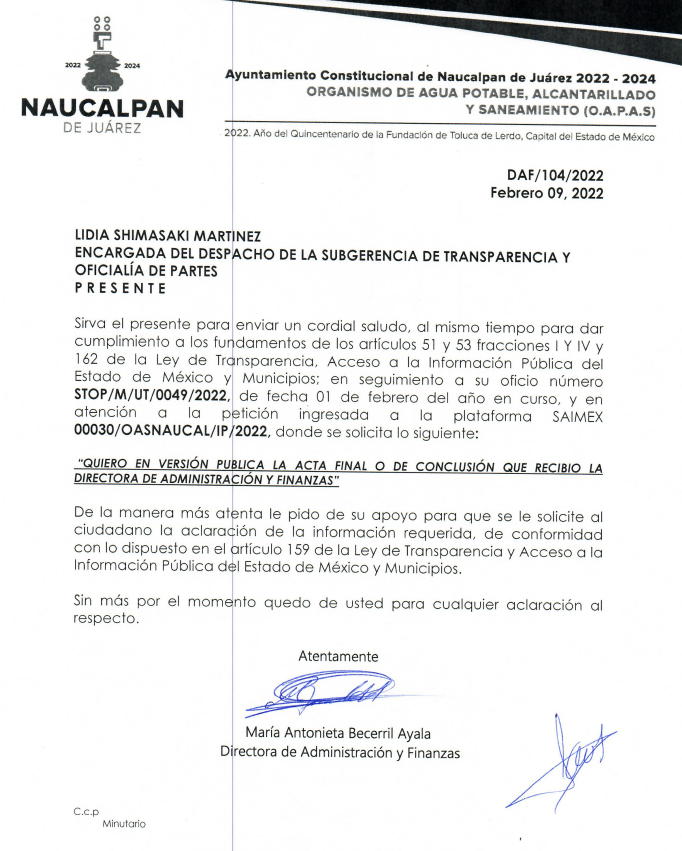 2022 2024
NAUCALPAN
DE JUÁREZ
Ayuntamiento Constitucional de Naucalpan de Juárez 2022 - 2024
ORGANISMO DE AGUA POTABLE, ALCANTARILLADO
Y SANEAMIENTO (O.A.P.A.S)
2022. Año del Quincentenario de la Fundación de Toluca de Lerdo, Capital del Estado de México
DAF/104/2022
Febrero 09, 2022
LIDIA SHIMASAKI MARTINEZ
ENCARGADA DEL DESPACHO DE LA SUBGERENCIA DE TRANSPARENCIA Y
OFICIALÍA DE PARTES
P R E S E N T E
Sirva el presente para enviar un cordial saludo, al mismo tiempo para dar
cumplimiento a los fundamentos de los artículos 51 y 53 fracciones I Y IV y
162 de la Ley de Transparencia, Acceso a la Información Pública del
Estado de México y Municipios; en seguimiento a su oficio número
STOP/M/UT/0049/2022, de fecha 01 de febrero del año en curso, y en
atención a la petición ingresada a la plataforma SAIMEX
00030/OASNAUCAL/IP/2022, donde se solicita lo siguiente:
"QUIERO EN VERSIÓN PUBLICA LA ACTA FINAL O DE CONCLUSIÓN QUE RECIBIO LA
DIRECTORA DE ADMINISTRACIÓN Y FINANZAS"
De la manera más atenta le pido de su apoyo para que se le solicite al
ciudadano la aclaración de la información requerida, de conformidad
con lo dispuesto en el artículo 159 de la Ley de Transparencia y Acceso a la
Información Pública del Estado de México y Municipios.
Sin más por el momento quedo de usted para cualquier aclaración al
respecto.
Atentamente
María Antonieta Becerril Ayala
Directora de Administración y Finanzas
C.c.p
Minutario